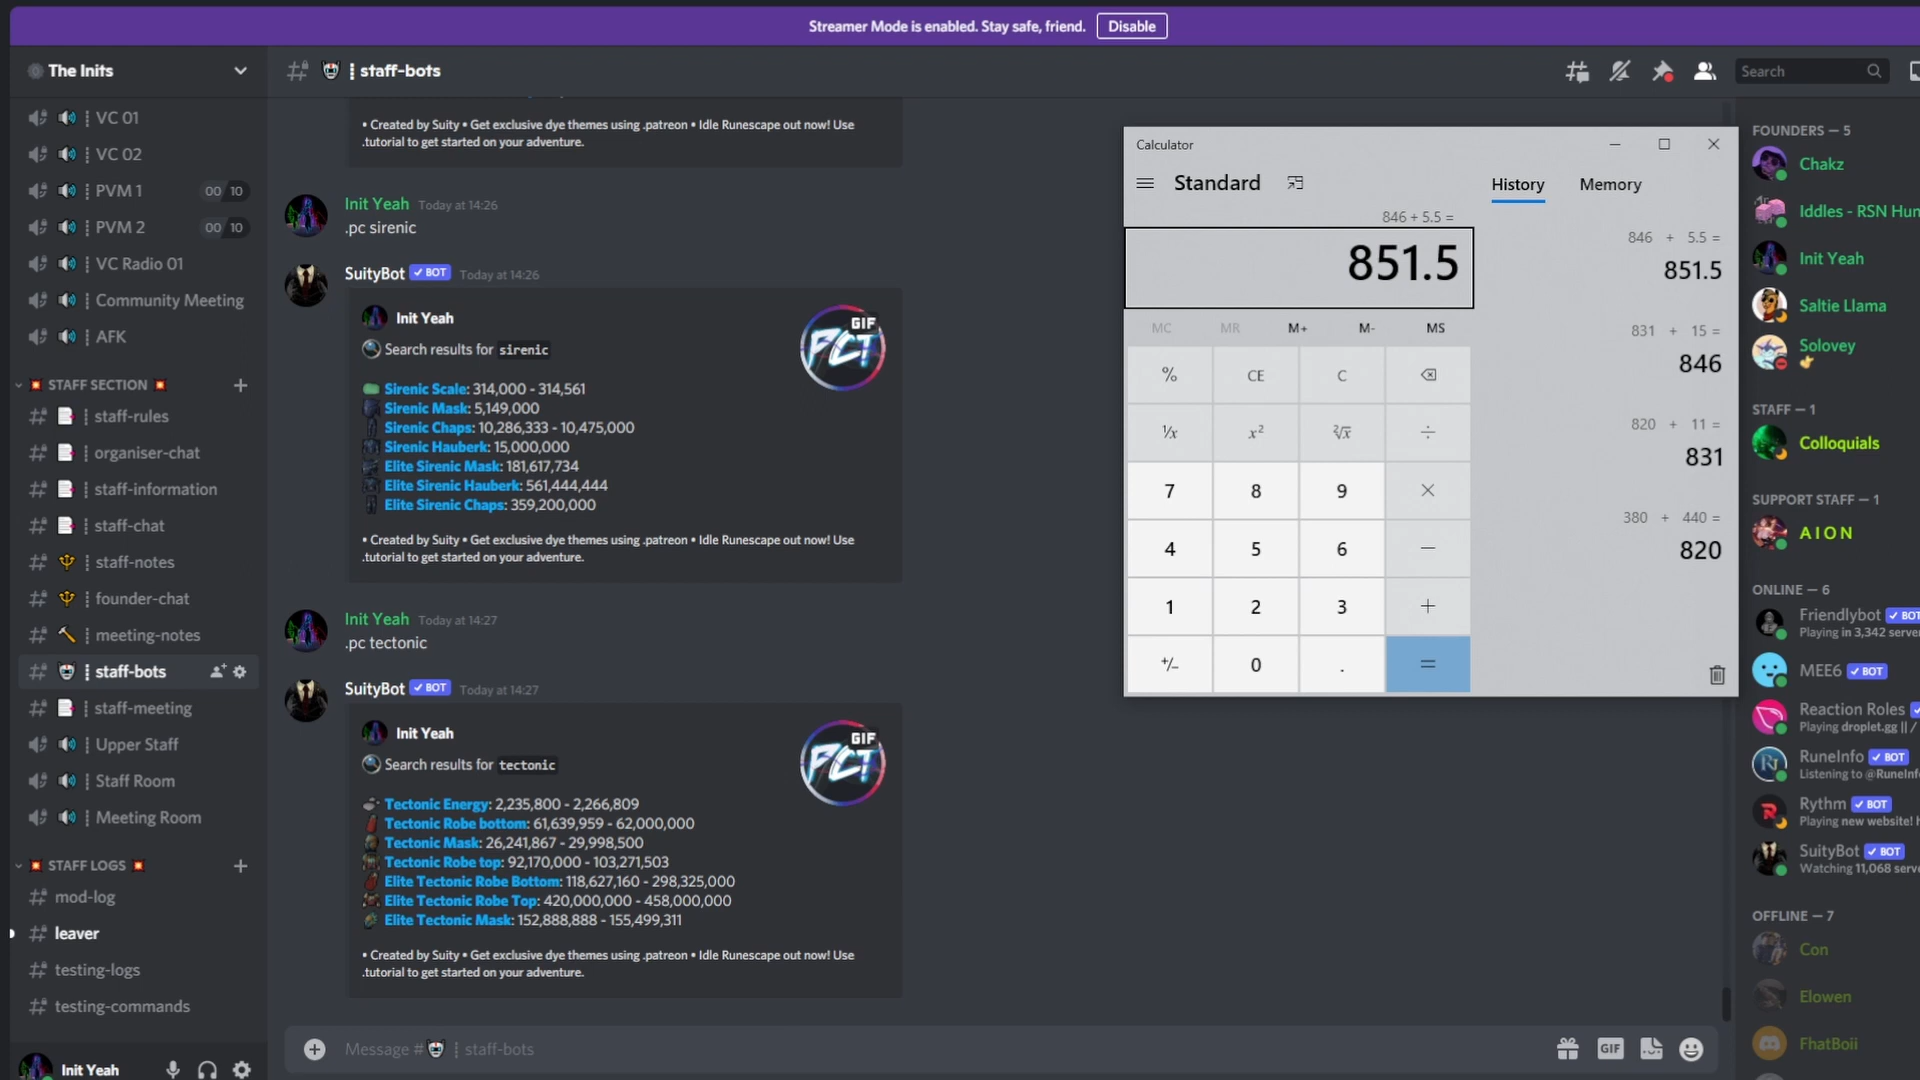 Streamer Mode is enabled. Stay safe, friend. Disable
The Inits
VC 01
VC 02
PVM 1 00 10
PVM 2 00 10
VC Radio 01
Community Meeting
AFK
STAFF SECTION
staff-rules
organiser-chat
staff-information
staff-chat
staff-notes
founder-chat
meeting-notes
staff-bots
staff-meeting
Upper Staff
Staff Room
Meeting Room
STAFF LOGS
mod-log
leaver
testing-logs
testing-commands
Init Yeah
staff-bots
Search
• Created by Suity • Get exclusive dye themes using .patreon • Idle Runescape out now! Use
.tutorial to get started on your adventure.
Init Yeah Today at 14:26
.pc sirenic
SuityBot ✓ BOT Today at 14:26
Init Yeah
GIF
PCT
Search results for sirenic
Sirenic Scale: 314,000 - 314,561
Sirenic Mask: 5,149,000
Sirenic Chaps: 10,286,333 - 10,475,000
Sirenic Hauberk: 15,000,000
Elite Sirenic Mask: 181,617,734
Elite Sirenic Hauberk: 561,444,444
Elite Sirenic Chaps: 359,200,000
• Created by Suity • Get exclusive dye themes using .patreon • Idle Runescape out now! Use
.tutorial to get started on your adventure.
Init Yeah Today at 14:27
.pc tectonic
SuityBot ✓ BOT Today at 14:27
Init Yeah
GIF
PCT
Search results for tectonic
Tectonic Energy: 2,235,800 - 2,266,809
Tectonic Robe bottom: 61,639,959 - 62,000,000
Tectonic Mask: 26,241,867 - 29,998,500
Tectonic Robe top: 92,170,000 - 103,271,503
Elite Tectonic Robe Bottom: 118,627,160 - 298,325,000
Elite Tectonic Robe Top: 420,000,000 - 458,000,000
Elite Tectonic Mask: 152,888,888 - 155,499,311
• Created by Suity • Get exclusive dye themes using .patreon • Idle Runescape out now! Use
.tutorial to get started on your adventure.
Message # staff-bots
GIF
Calculator
Standard
846 + 5.5 =
851.5
MC MR M+ M- MS
% CE C
¹/x x² ²√x ÷
7 8 9 ×
4 5 6 −
1 2 3 +
+/− 0 . =
History Memory
846 + 5.5 =
851.5
831 + 15 =
846
820 + 11 =
831
380 + 440 =
820
FOUNDERS — 5
Chakz
Iddles - RSN Hun
Init Yeah
Saltie Llama
Solovey
STAFF — 1
Colloquials
SUPPORT STAFF — 1
A I O N
ONLINE — 6
Friendlybot ✓ BOT
Playing in 3,342 server
MEE6 ✓ BOT
Reaction Roles
Playing droplet.gg || /
RuneInfo ✓ BOT
Listening to @RuneInfo
Rythm ✓ BOT
Playing new website! h
SuityBot ✓ BOT
Watching 11,068 serve
OFFLINE — 7
Con
Elowen
FhatBoii